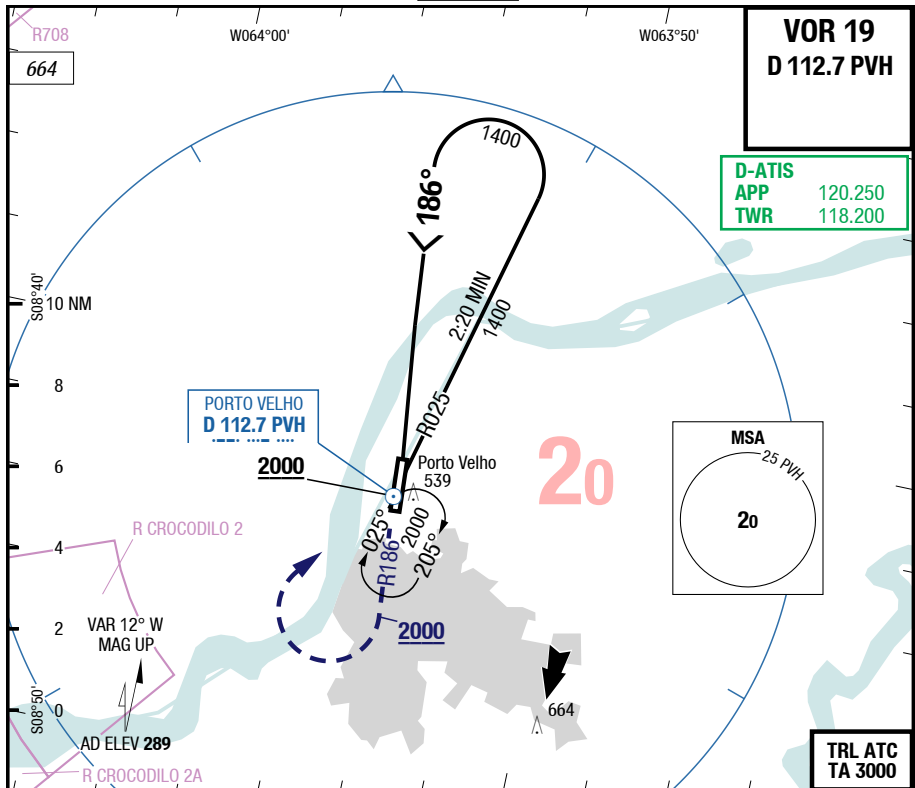 R708
W064°00'
W063°50'
VOR 19
D 112.7 PVH
664
D-ATIS
APP 120.250
TWR 118.200
1400
186°
S08°40'
10 NM
2:20 MIN
1400
8
PORTO VELHO
D 112.7 PVH
R025
6
2000
Porto Velho
539
20
MSA
25 PVH
20
R CROCODILO 2
4
025°
2000
205°
R186
VAR 12° W
MAG UP
2
2000
S08°50'
0
664
AD ELEV 289
R CROCODILO 2A
TRL ATC
TA 3000